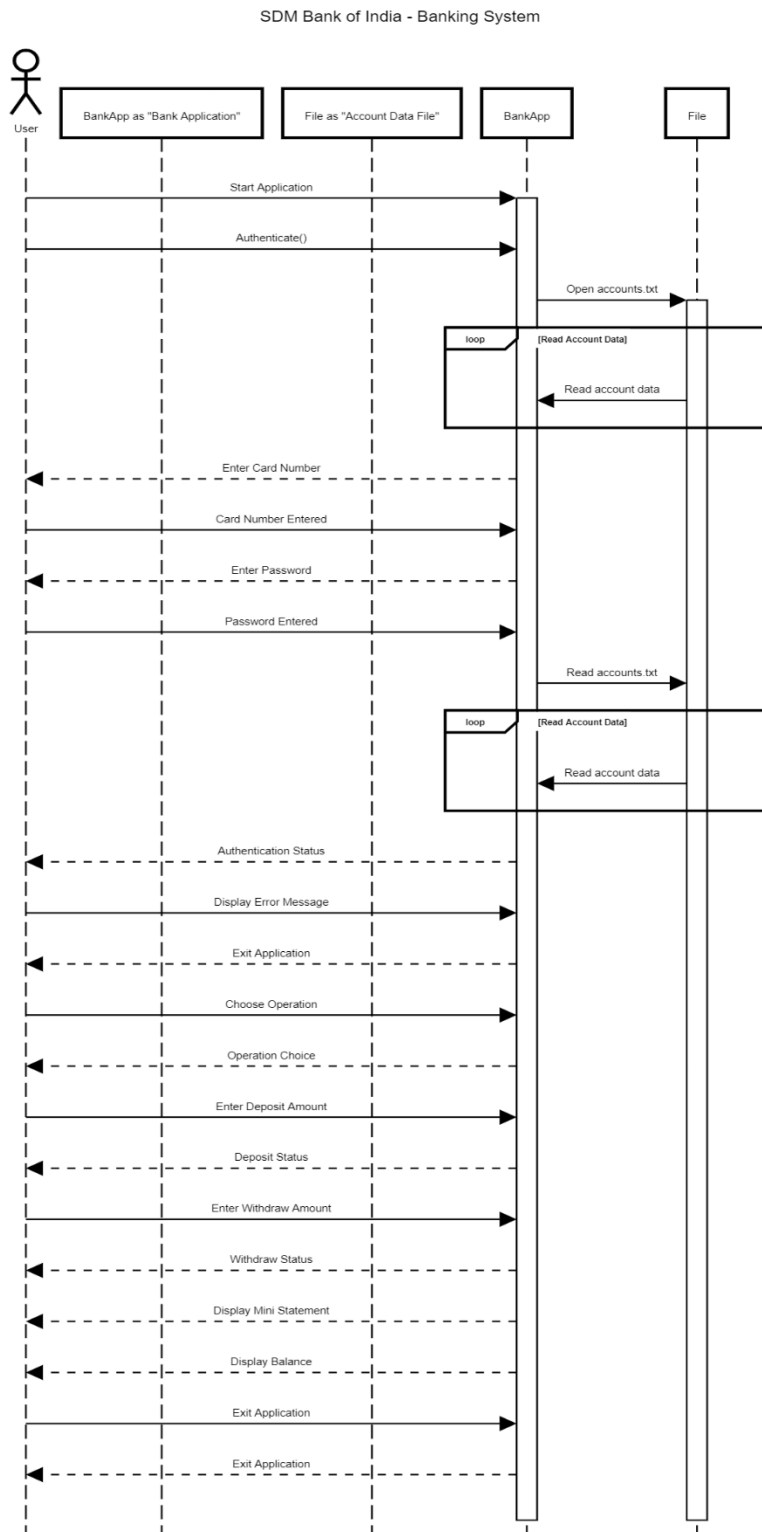 SDM Bank of India - Banking System
User
BankApp as "Bank Application"
File as "Account Data File"
BankApp
File
Start Application
Authenticate()
Open accounts.txt
loop
[Read Account Data]
Read account data
Enter Card Number
Card Number Entered
Enter Password
Password Entered
Read accounts.txt
loop
[Read Account Data]
Read account data
Authentication Status
Display Error Message
Exit Application
Choose Operation
Operation Choice
Enter Deposit Amount
Deposit Status
Enter Withdraw Amount
Withdraw Status
Display Mini Statement
Display Balance
Exit Application
Exit Application